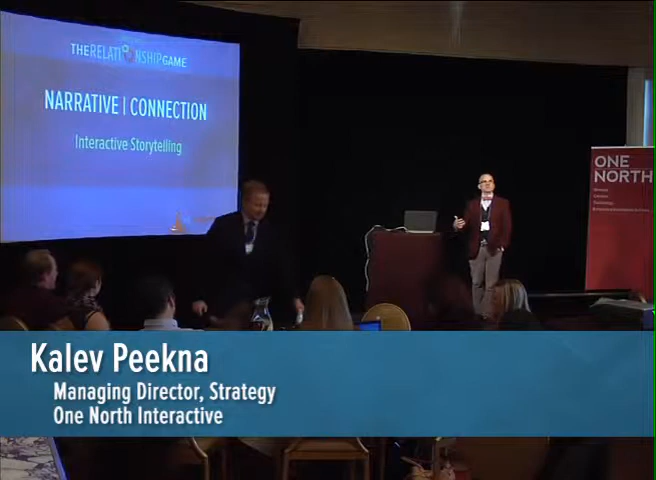 THERELATIONSHIPGAME
NARRATIVE | CONNECTION
Interactive Storytelling
ONE
NORTH
Kalev Peekna
Managing Director, Strategy
One North Interactive